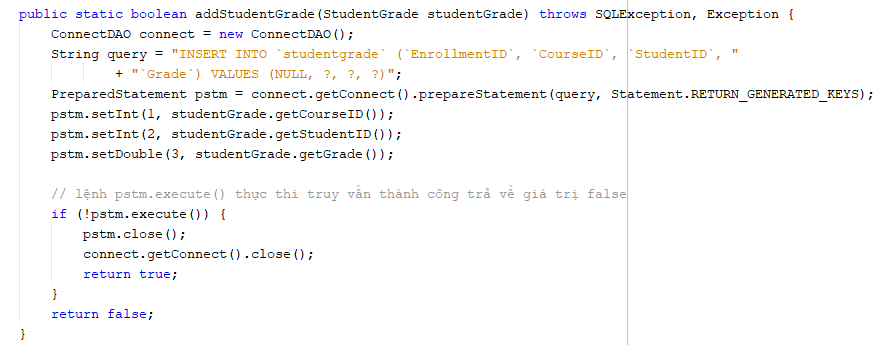 public static boolean addStudentGrade(StudentGrade studentGrade) throws SQLException, Exception {
ConnectDAO connect = new ConnectDAO();
String query = "INSERT INTO `studentgrade` (`EnrollmentID`, `CourseID`, `StudentID`, "
+ "`Grade`) VALUES (NULL, ?, ?, ?)";
PreparedStatement pstm = connect.getConnect().prepareStatement(query, Statement.RETURN_GENERATED_KEYS);
pstm.setInt(1, studentGrade.getCourseID());
pstm.setInt(2, studentGrade.getStudentID());
pstm.setDouble(3, studentGrade.getGrade());
// lệnh pstm.execute() thực thi truy vấn thành công trả về giá trị false
if (!pstm.execute()) {
pstm.close();
connect.getConnect().close();
return true;
}
return false;
}